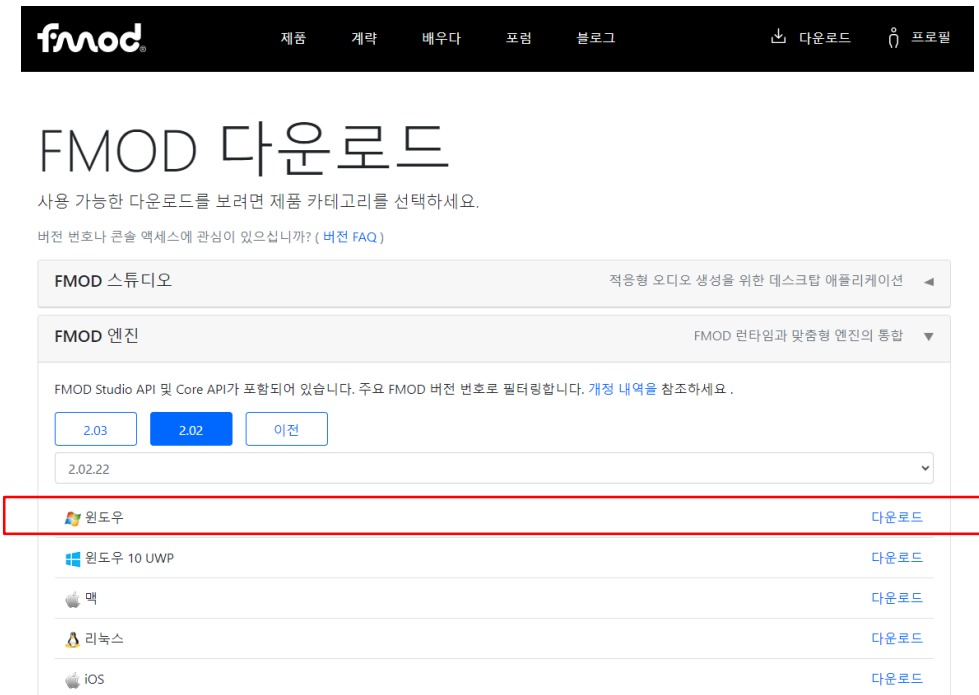 fmod®
제품 계략 배우다 포럼 블로그 다운로드 프로필
FMOD 다운로드
사용 가능한 다운로드를 보려면 제품 카테고리를 선택하세요.
버전 번호나 콘솔 액세스에 관심이 있으십니까? ( 버전 FAQ )
FMOD 스튜디오 적응형 오디오 생성을 위한 데스크탑 애플리케이션 ◀
FMOD 엔진 FMOD 런타임과 맞춤형 엔진의 통합 ▼
FMOD Studio API 및 Core API가 포함되어 있습니다. 주요 FMOD 버전 번호로 필터링합니다. 개정 내역을 참조하세요 .
2.03 2.02 이전
2.02.22
윈도우 다운로드
윈도우 10 UWP 다운로드
맥 다운로드
리눅스 다운로드
iOS 다운로드